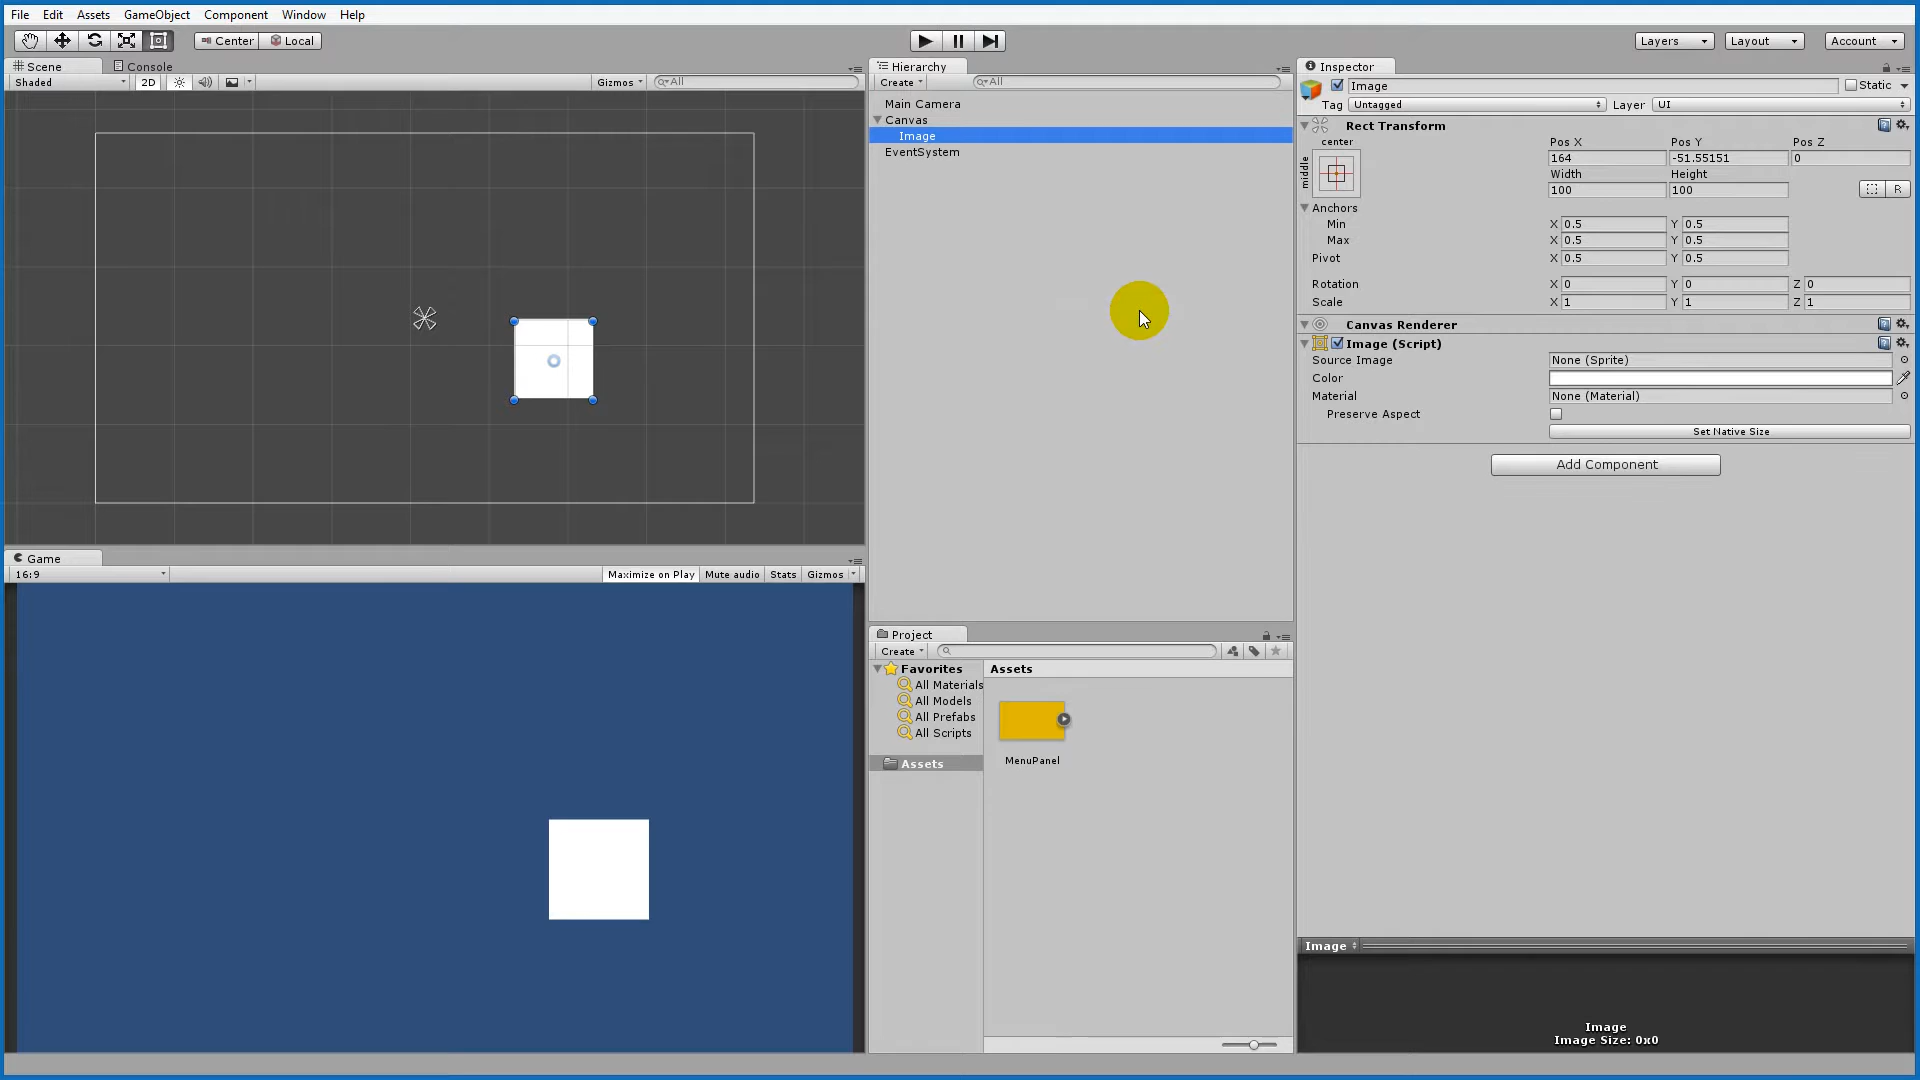 File Edit Assets GameObject Component Window Help
Center Local
Layers Layout Account
Scene Console
Shaded 2D Gizmos All
Hierarchy
Create All
Main Camera
Canvas
Image
EventSystem
Game
16:9 Maximize on Play Mute audio Stats Gizmos
Project
Create
Favorites
All Materials
All Models
All Prefabs
All Scripts
Assets
Assets
MenuPanel
Inspector
Image Static
Tag Untagged Layer UI
Rect Transform
center
middle
Pos X Pos Y Pos Z
164 -51.55151 0
Width Height
100 100 R
Anchors
Min X 0.5 Y 0.5
Max X 0.5 Y 0.5
Pivot X 0.5 Y 0.5
Rotation X 0 Y 0 Z 0
Scale X 1 Y 1 Z 1
Canvas Renderer
Image (Script)
Source Image None (Sprite)
Color
Material None (Material)
Preserve Aspect
Set Native Size
Add Component
Image
Image
Image Size: 0x0